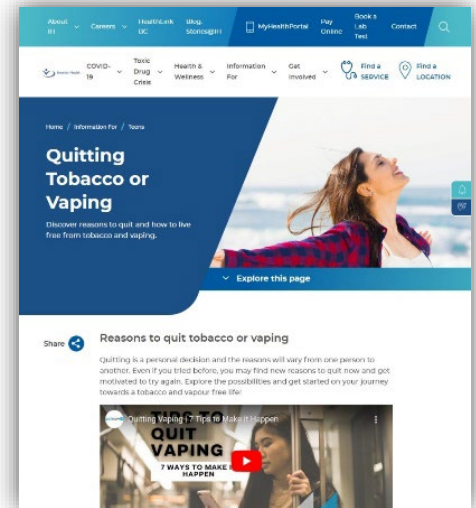 About IH
Careers
HealthLink BC
Blog: Stories@IH
MyHealthPortal
Pay Online
Book a Lab Test
Contact
Interior Health
COVID-19
Toxic Drug Crisis
Health & Wellness
Information For
Get Involved
Find a SERVICE
Find a LOCATION
Home / Information For / Teens
Quitting
Tobacco or
Vaping
Discover reasons to quit and how to live
free from tobacco and vaping.
Explore this page
Share
Reasons to quit tobacco or vaping
Quitting is a personal decision and the reasons will vary from one person to
another. Even if you tried before, you may find new reasons to quit now and get
motivated to try again. Explore the possibilities and get started on your journey
towards a tobacco and vapour free life!
Quitting Vaping | 7 Tips to Make it Happen
TIPS TO
QUIT
VAPING
7 WAYS TO MAKE IT
HAPPEN